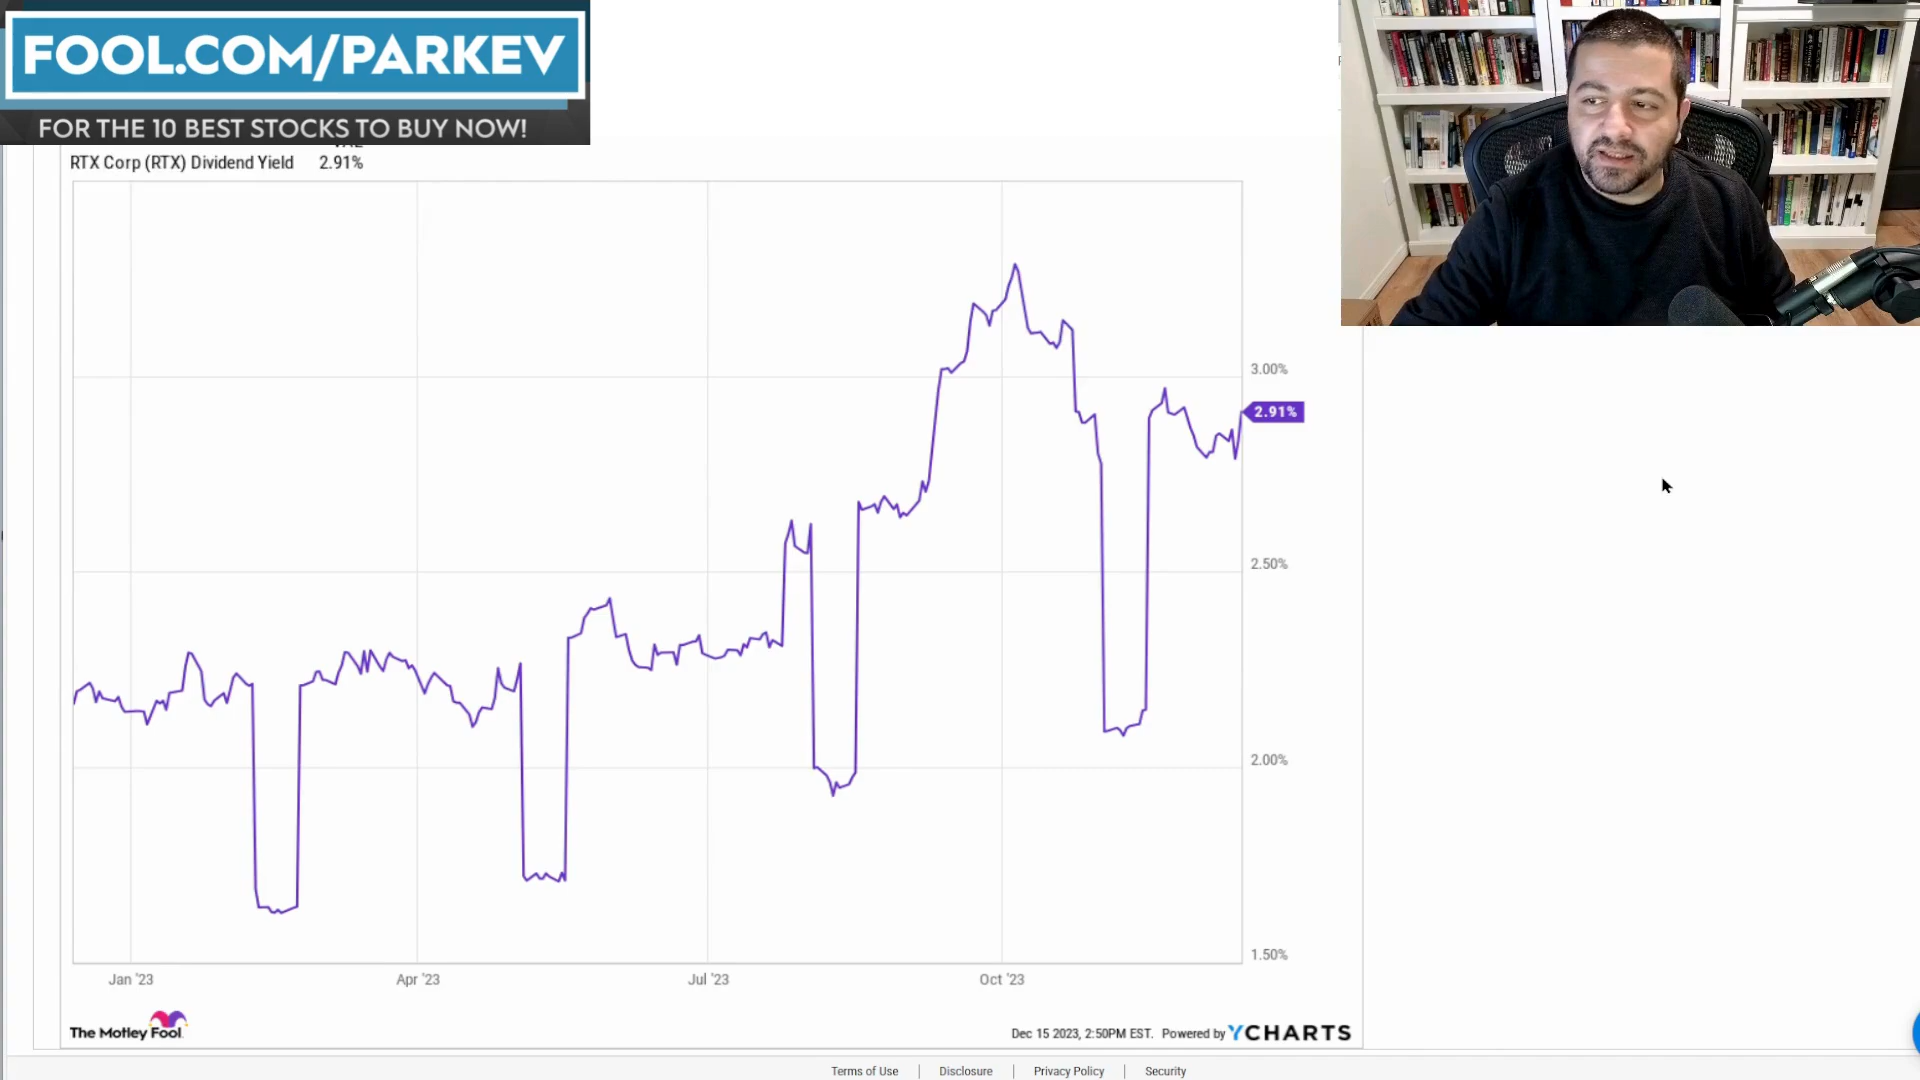 FOOL.COM/PARKEV
FOR THE 10 BEST STOCKS TO BUY NOW!
RTX Corp (RTX) Dividend Yield 2.91%
3.00%
2.91%
2.50%
2.00%
1.50%
Jan '23 Apr '23 Jul '23 Oct '23
The Motley Fool.
Dec 15 2023, 2:50PM EST. Powered by YCHARTS
Terms of Use | Disclosure | Privacy Policy | Security